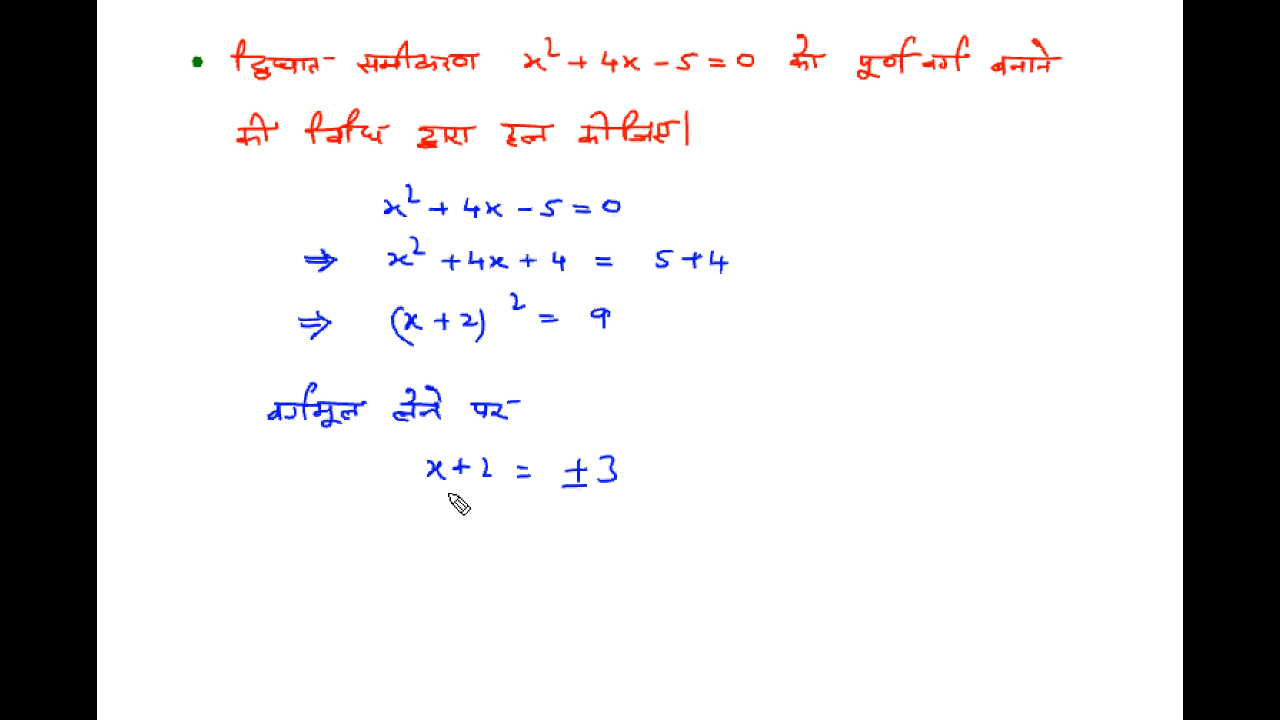 • द्विघात समीकरण x² + 4x - 5 = 0 को पूर्ण वर्ग बनाने
की विधि द्वारा हल कीजिए।
x² + 4x - 5 = 0
⇒ x² + 4x + 4 = 5 + 4
⇒ (x + 2)² = 9
वर्गमूल लेने पर
x + 2 = ± 3